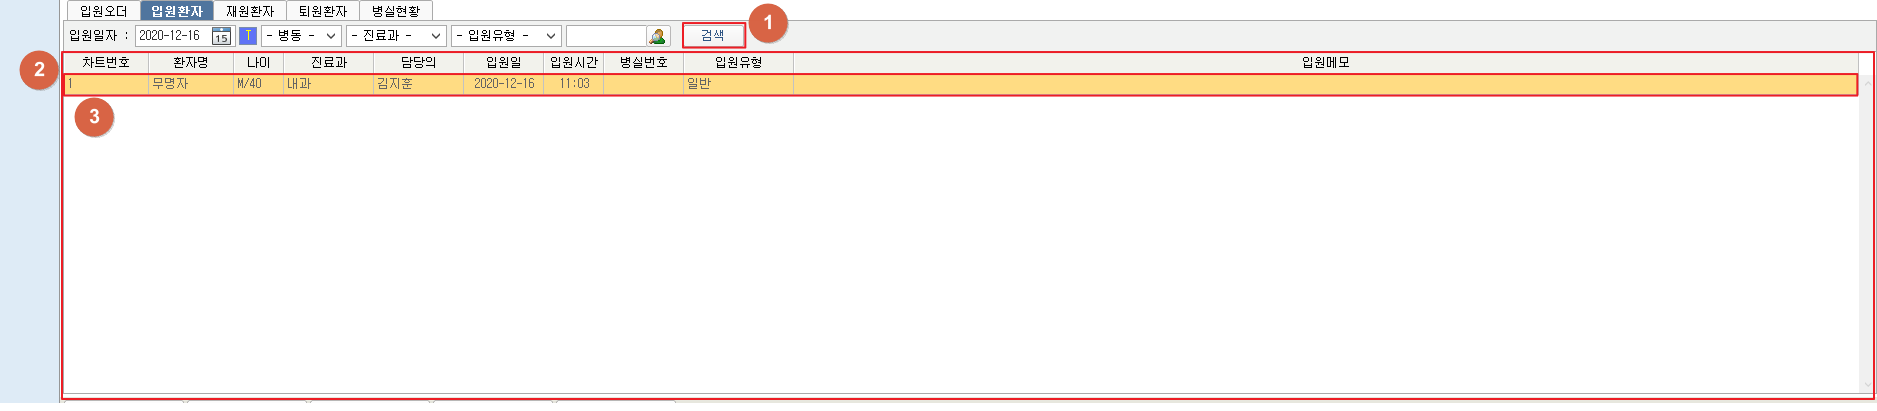 입원오더 입원환자 재원환자 퇴원환자 병실현황
입원일자 : 2020-12-16 15 T - 병동 - - 진료과 - - 입원유형 - 검색 1
2 차트번호 환자명 나이 진료과 담당의 입원일 입원시간 병실번호 입원유형 입원메모
1 무명자 M/40 내과 김지훈 2020-12-16 11:03 일반
3